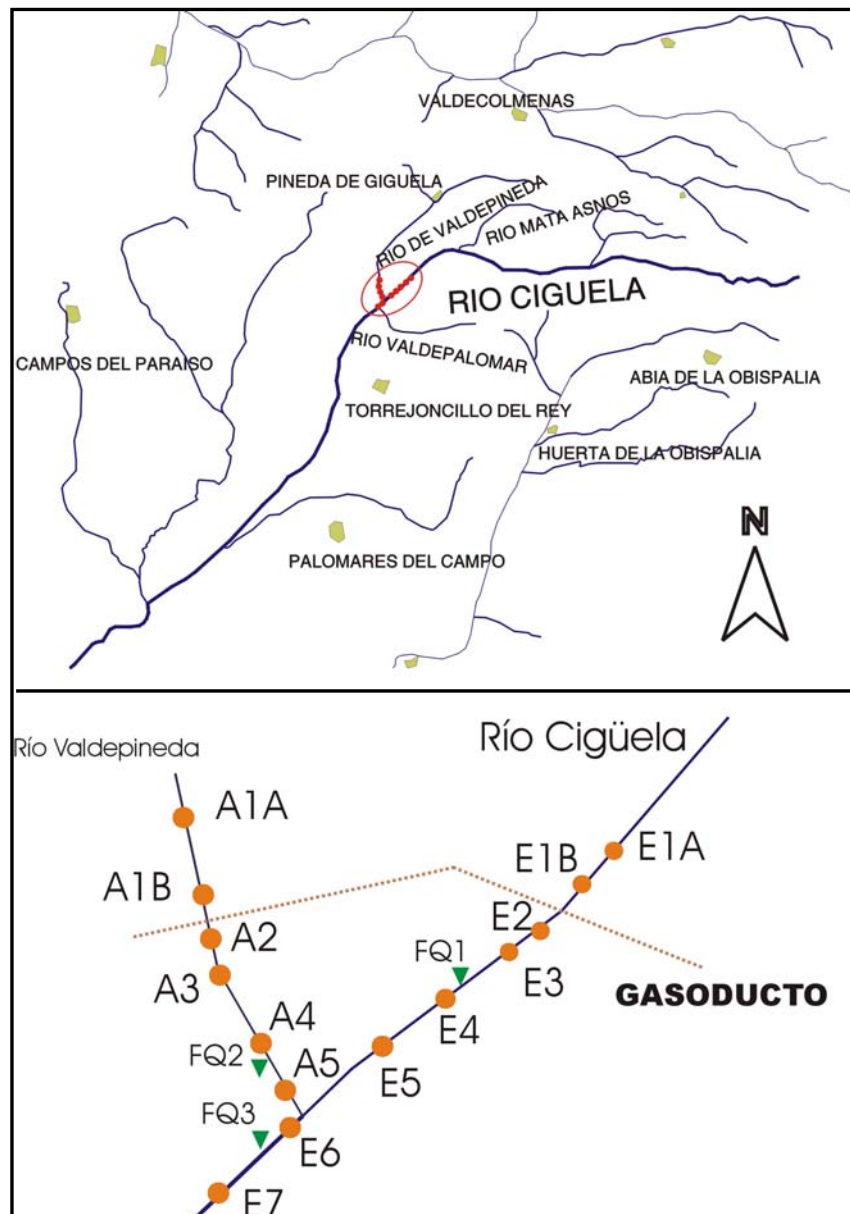 VALDECOLMENAS
PINEDA DE GIGUELA
RIO DE VALDEPINEDA
RIO MATA ASNOS
RIO CIGUELA
RIO VALDEPALOMAR
CAMPOS DEL PARAISO
ABIA DE LA OBISPALIA
TORREJONCILLO DEL REY
HUERTA DE LA OBISPALIA
N
PALOMARES DEL CAMPO
Río Valdepineda
Río Cigüela
A1A
E1A
E1B
A1B
E2
A2
FQ1
E3
A3
GASODUCTO
E4
A4
E5
FQ2
A5
FQ3
E6
E7